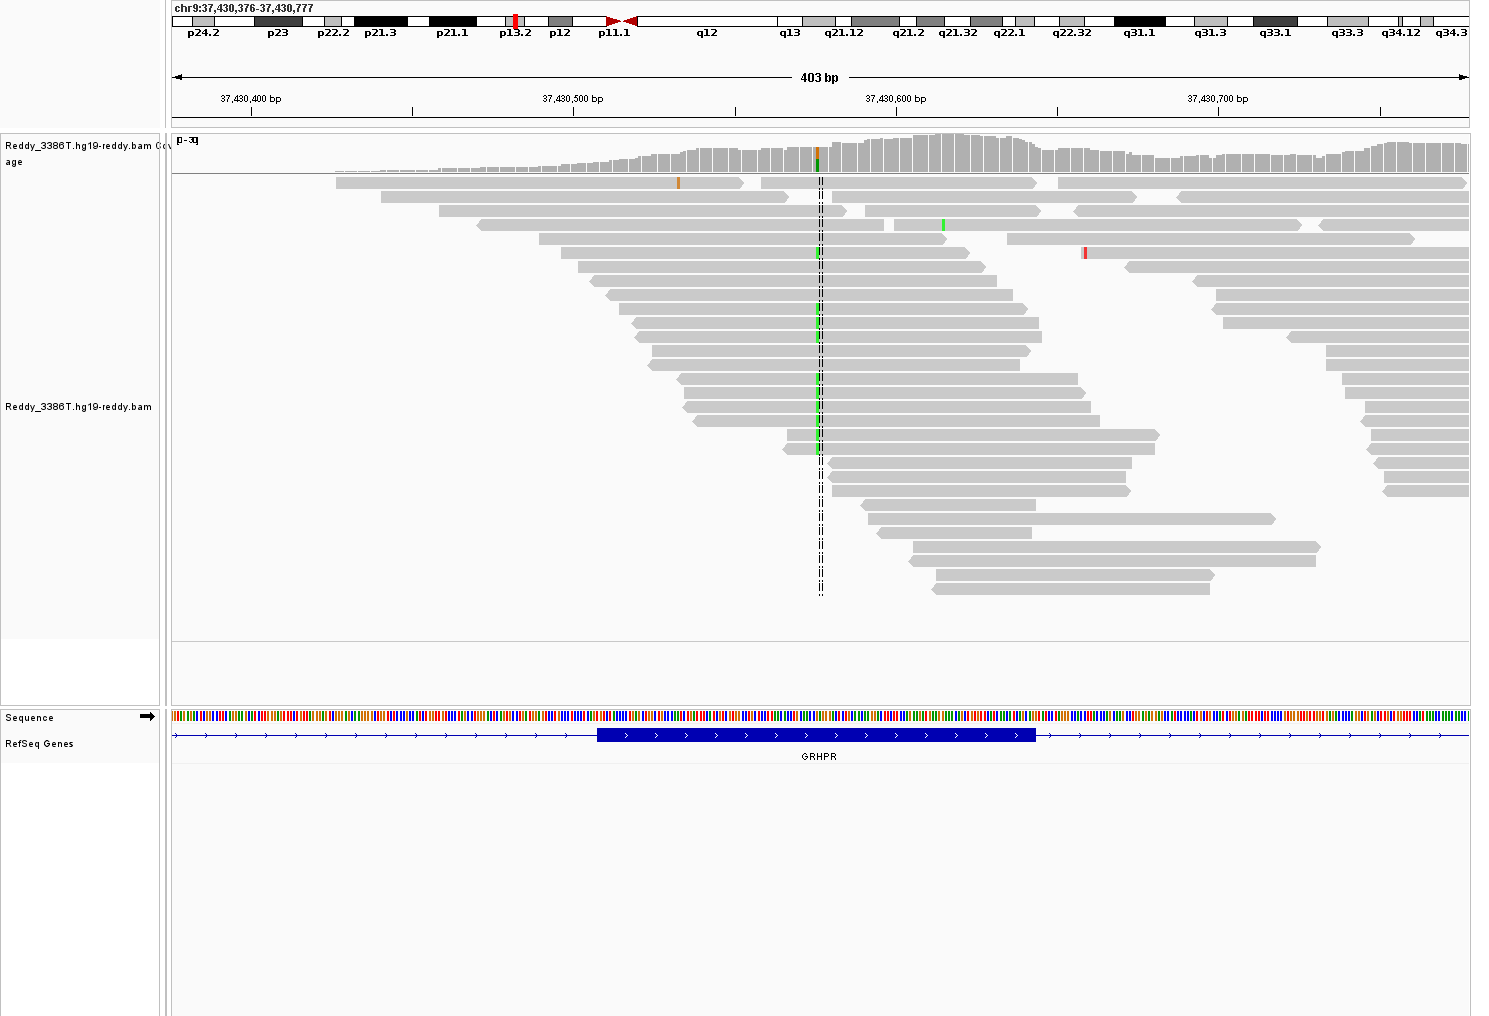 chr9:37,430,376-37,430,777
p24.2 p23 p22.2 p21.3 p21.1 p13.2 p12 p11.1 q12 q13 q21.12 q21.2 q21.32 q22.1 q22.32 q31.1 q31.3 q33.1 q33.3 q34.12 q34.3
403 bp
37,430,400 bp 37,430,500 bp 37,430,600 bp 37,430,700 bp
[0 - 30]
Reddy_3386T.hg19-reddy.bam Cov
age
Reddy_3386T.hg19-reddy.bam
Sequence
RefSeq Genes
GRHPR